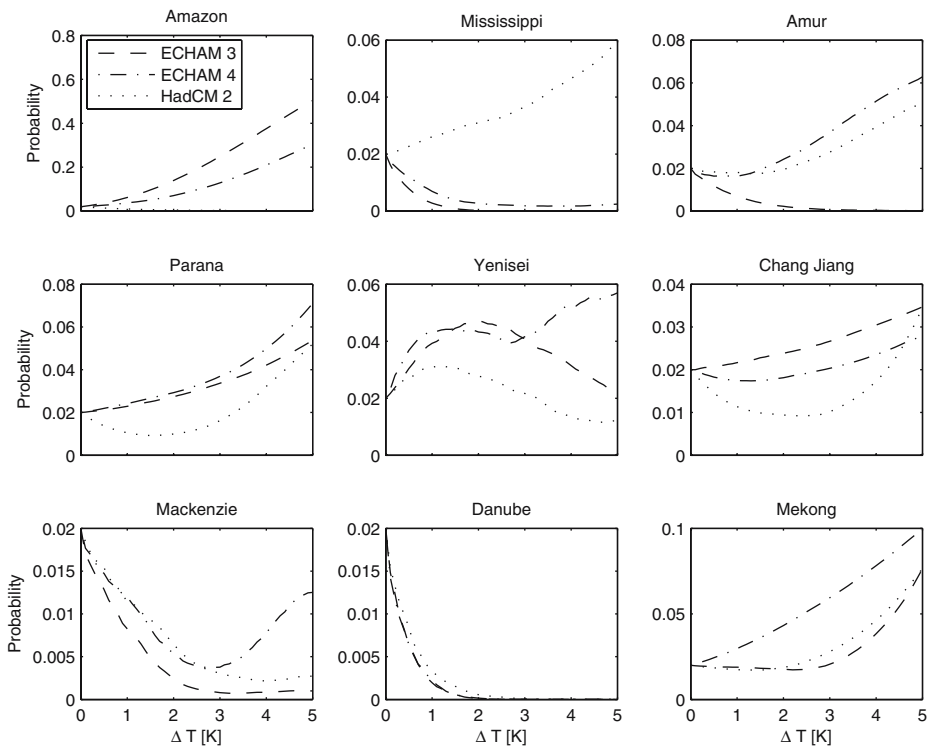 Amazon
Mississippi
Amur
0.8
0.6
0.4
0.2
0
Probability
ECHAM 3
ECHAM 4
HadCM 2
0.06
0.04
0.02
0
0.08
0.06
0.04
0.02
0
Parana
Yenisei
Chang Jiang
0.08
0.06
0.04
0.02
0
Probability
0.06
0.04
0.02
0
0.04
0.03
0.02
0.01
0
Mackenzie
Danube
Mekong
0.02
0.015
0.01
0.005
0
Probability
0 1 2 3 4 5
Δ T [K]
0.02
0.015
0.01
0.005
0
0 1 2 3 4 5
Δ T [K]
0.1
0.05
0
0 1 2 3 4 5
Δ T [K]